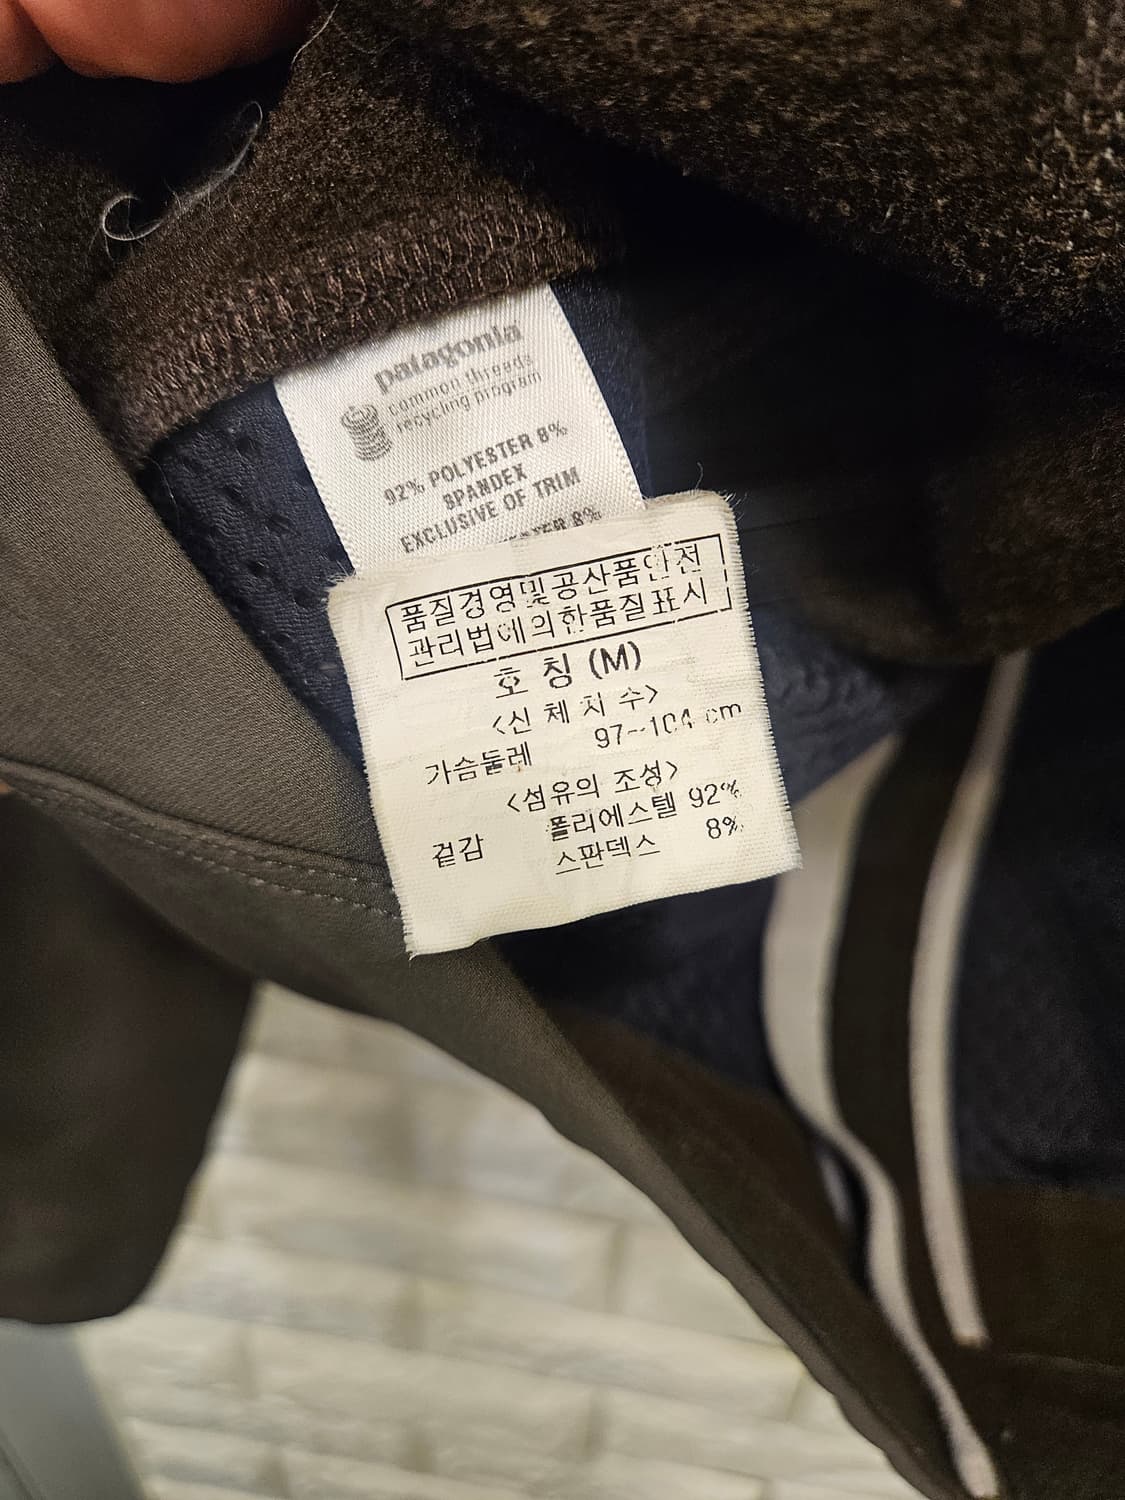 patagonia
common threads
recycling program
92% POLYESTER 8%
SPANDEX
EXCLUSIVE OF TRIM
8%
품질경영및공산품안전
관리법에의한품질표시
호 칭 (M)
<신 체 치 수>
가슴둘레 97~104 cm
<섬유의 조성>
겉감 폴리에스텔 92%
스판덱스 8%